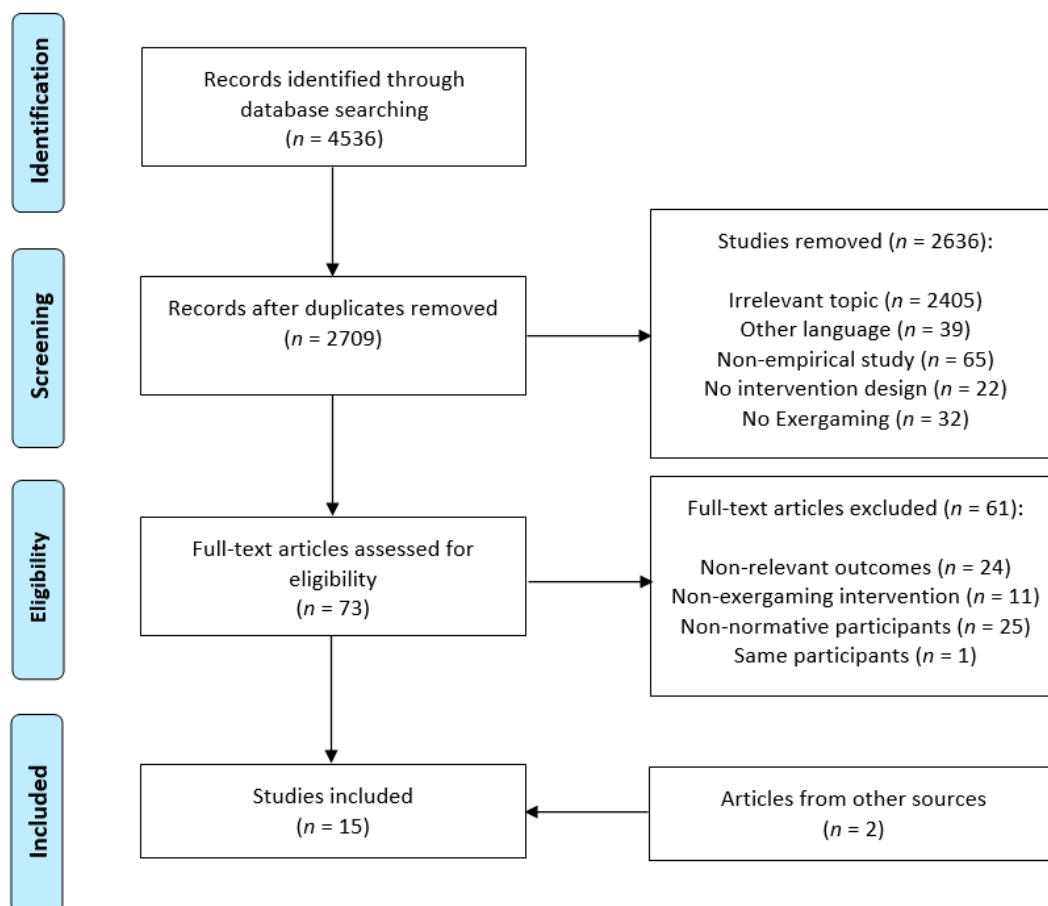 Identification
Records identified through
database searching
(n = 4536)
Screening
Records after duplicates removed
(n = 2709)
Studies removed (n = 2636):
Irrelevant topic (n = 2405)
Other language (n = 39)
Non-empirical study (n = 65)
No intervention design (n = 22)
No Exergaming (n = 32)
Eligibility
Full-text articles assessed for
eligibility
(n = 73)
Full-text articles excluded (n = 61):
Non-relevant outcomes (n = 24)
Non-exergaming intervention (n = 11)
Non-normative participants (n = 25)
Same participants (n = 1)
Included
Studies included
(n = 15)
Articles from other sources
(n = 2)